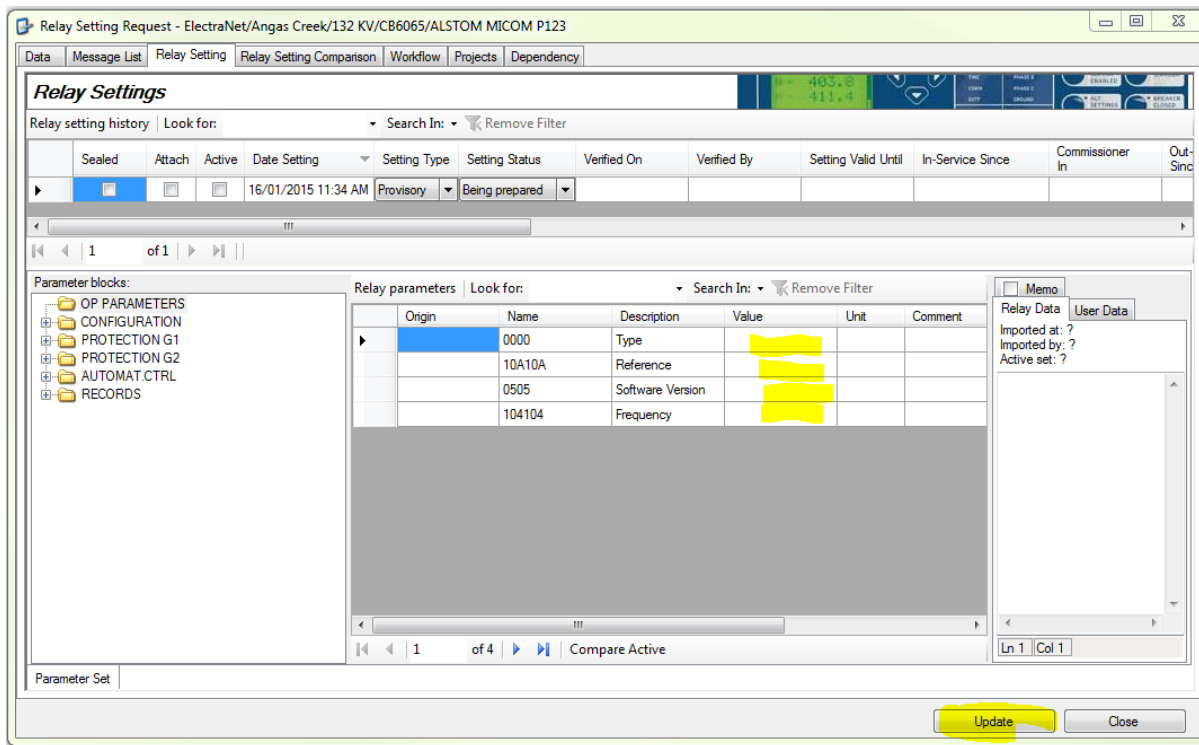 Relay Setting Request - ElectraNet/Angas Creek/132 KV/CB6065/ALSTOM MICOM P123
Data Message List Relay Setting Relay Setting Comparison Workflow Projects Dependency
Relay Settings
403.8
411.4
Relay setting history Look for: Search In: Remove Filter
Sealed Attach Active Date Setting Setting Type Setting Status Verified On Verified By Setting Valid Until In-Service Since Commissioner In Out- Sinc
16/01/2015 11:34 AM Provisory Being prepared
1 of 1
Parameter blocks:
OP PARAMETERS
CONFIGURATION
PROTECTION G1
PROTECTION G2
AUTOMAT.CTRL
RECORDS
Relay parameters Look for: Search In: Remove Filter
Origin Name Description Value Unit Comment
0000 Type
10A10A Reference
0505 Software Version
104104 Frequency
1 of 4 Compare Active
Memo
Relay Data User Data
Imported at: ?
Imported by: ?
Active set: ?
Ln 1 Col 1
Parameter Set
Update Close